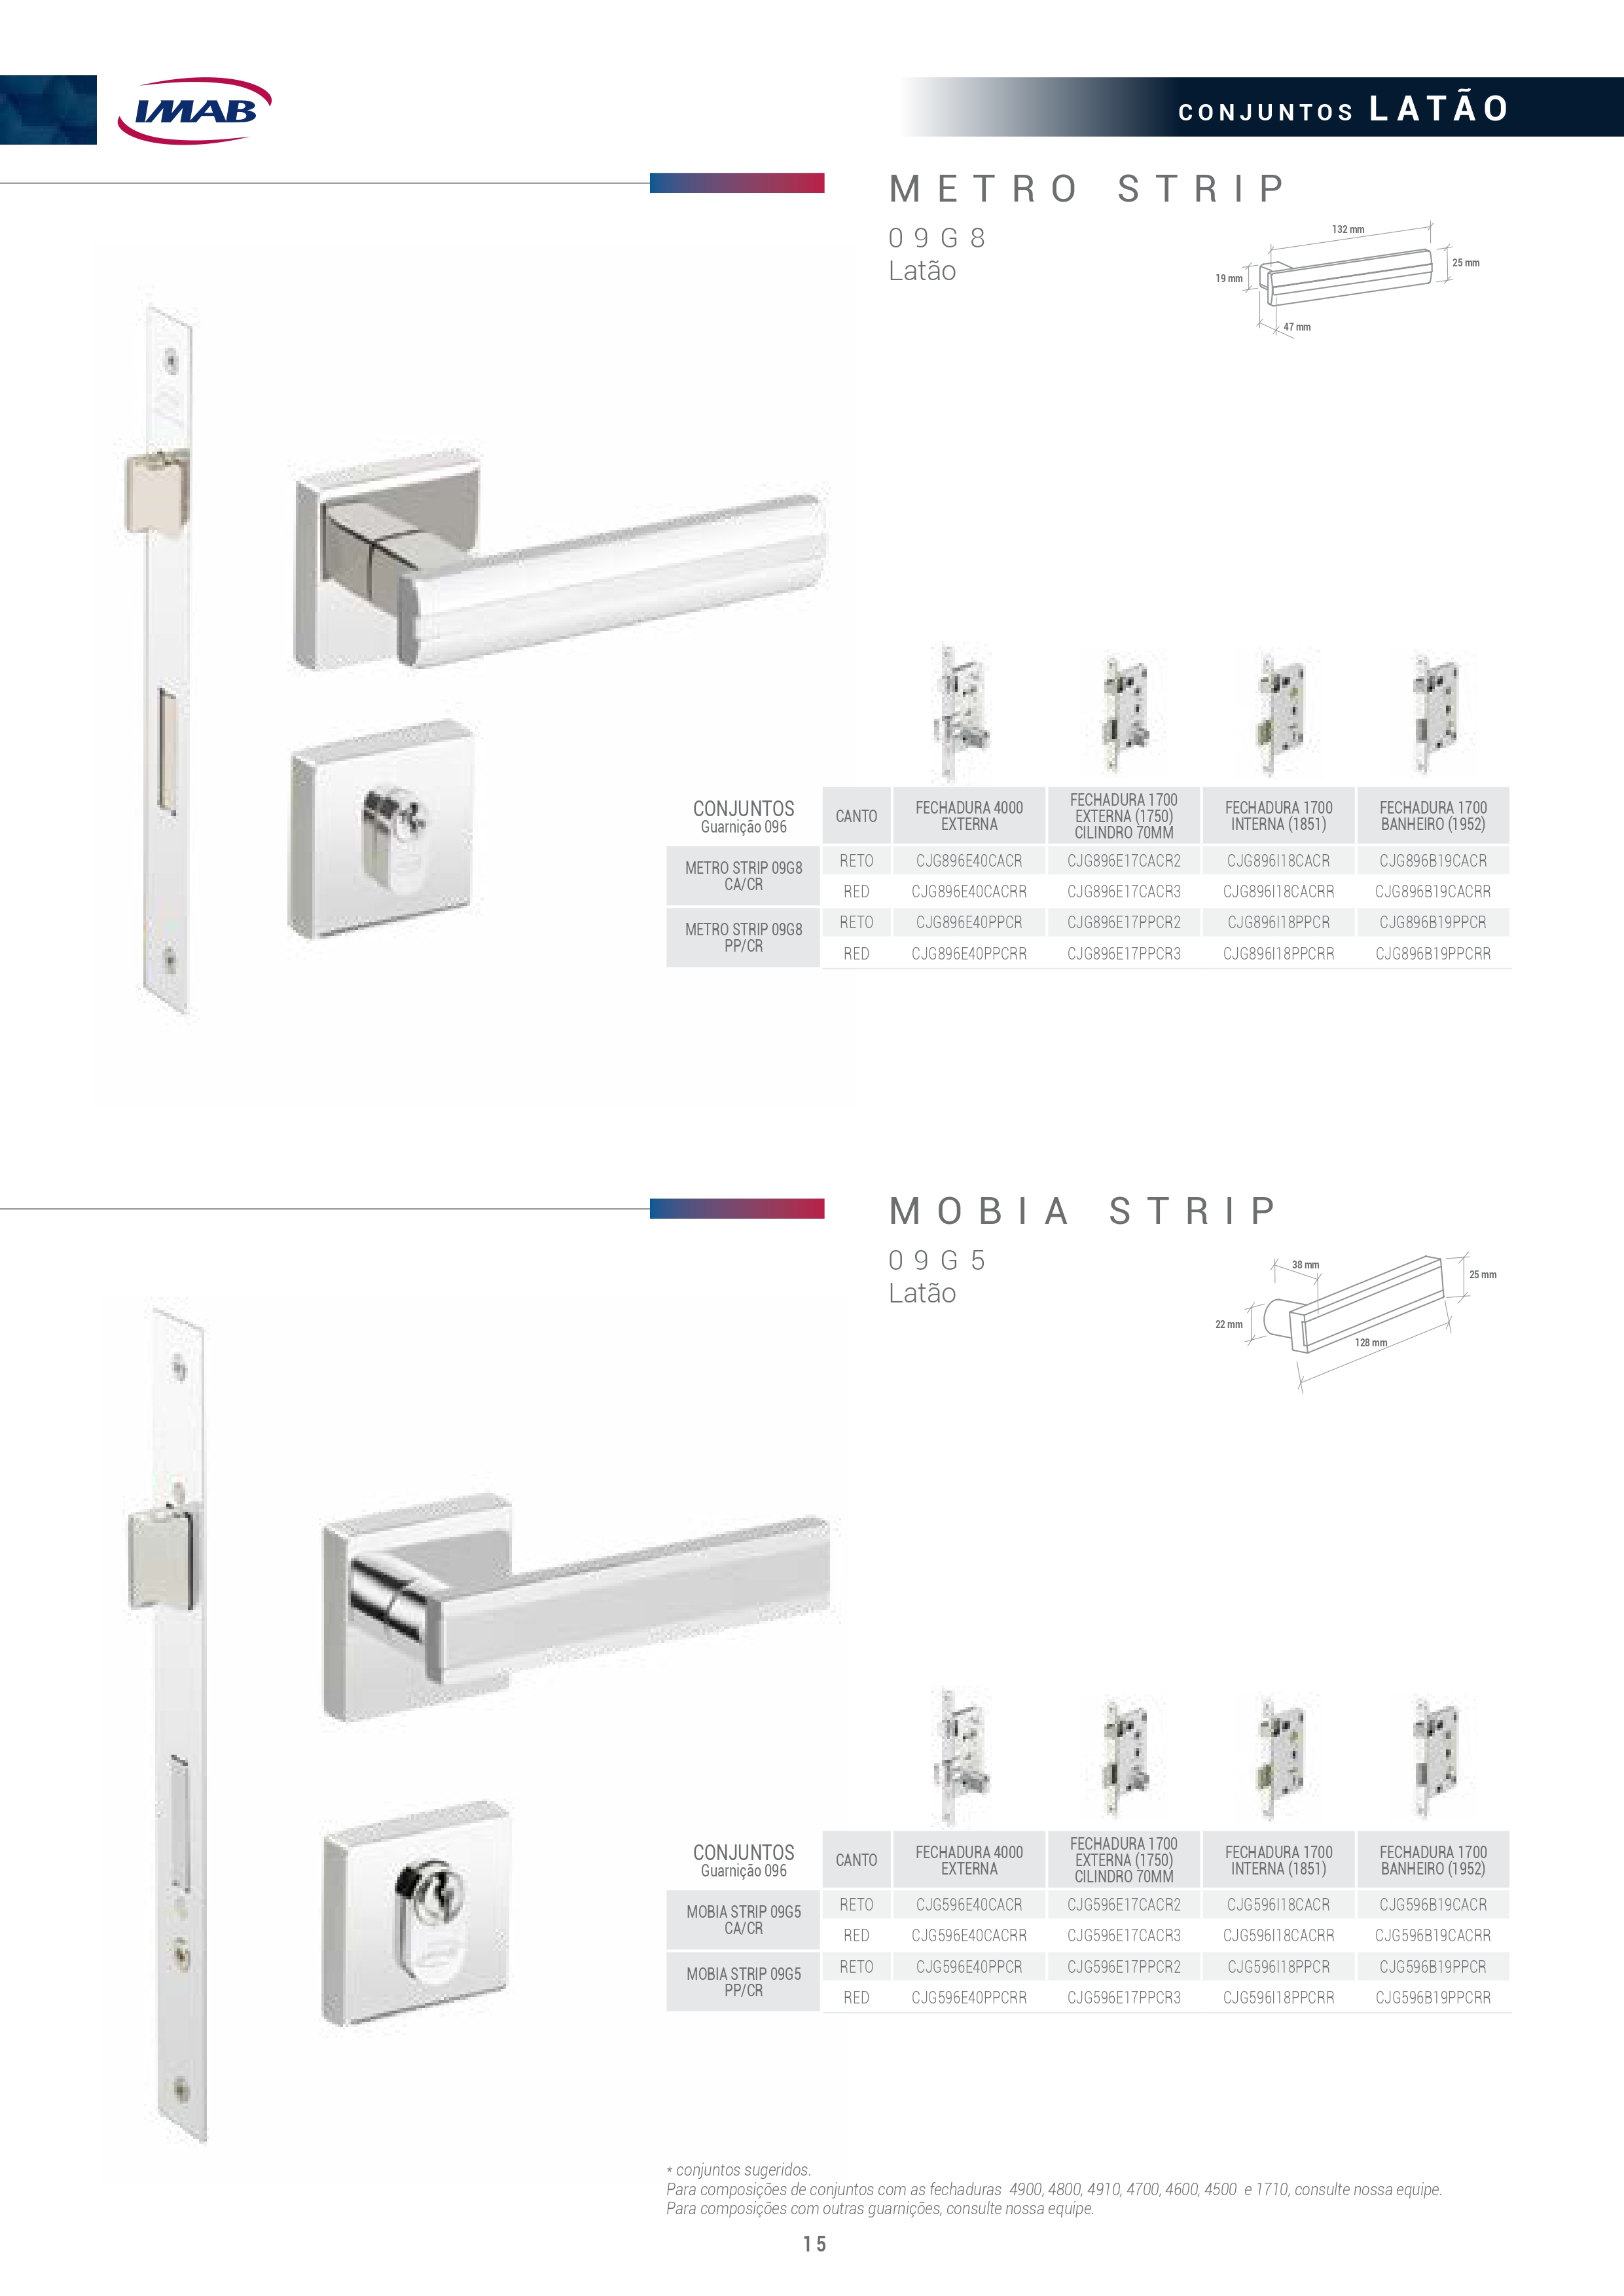 IMAB
CONJUNTOS LATÃO
METRO STRIP
09G8
Latão
132 mm
25 mm
19 mm
47 mm
CONJUNTOS
Guarnição 096
CANTO
FECHADURA 4000
EXTERNA
FECHADURA 1700
EXTERNA (1750)
CILINDRO 70MM
FECHADURA 1700
INTERNA (1851)
FECHADURA 1700
BANHEIRO (1952)
METRO STRIP 09G8
CA/CR
RETO CJG896E40CACR CJG896E17CACR2 CJG896I18CACR CJG896B19CACR
RED CJG896E40CACRR CJG896E17CACR3 CJG896I18CACRR CJG896B19CACRR
METRO STRIP 09G8
PP/CR
RETO CJG896E40PPCR CJG896E17PPCR2 CJG896I18PPCR CJG896B19PPCR
RED CJG896E40PPCRR CJG896E17PPCR3 CJG896I18PPCRR CJG896B19PPCRR
MOBIA STRIP
09G5
Latão
38 mm
25 mm
22 mm
128 mm
CONJUNTOS
Guarnição 096
CANTO
FECHADURA 4000
EXTERNA
FECHADURA 1700
EXTERNA (1750)
CILINDRO 70MM
FECHADURA 1700
INTERNA (1851)
FECHADURA 1700
BANHEIRO (1952)
MOBIA STRIP 09G5
CA/CR
RETO CJG596E40CACR CJG596E17CACR2 CJG596I18CACR CJG596B19CACR
RED CJG596E40CACRR CJG596E17CACR3 CJG596I18CACRR CJG596B19CACRR
MOBIA STRIP 09G5
PP/CR
RETO CJG596E40PPCR CJG596E17PPCR2 CJG596I18PPCR CJG596B19PPCR
RED CJG596E40PPCRR CJG596E17PPCR3 CJG596I18PPCRR CJG596B19PPCRR
* conjuntos sugeridos.
Para composições de conjuntos com as fechaduras 4900, 4800, 4910, 4700, 4600, 4500 e 1710, consulte nossa equipe.
Para composições com outras guarnições, consulte nossa equipe.
15